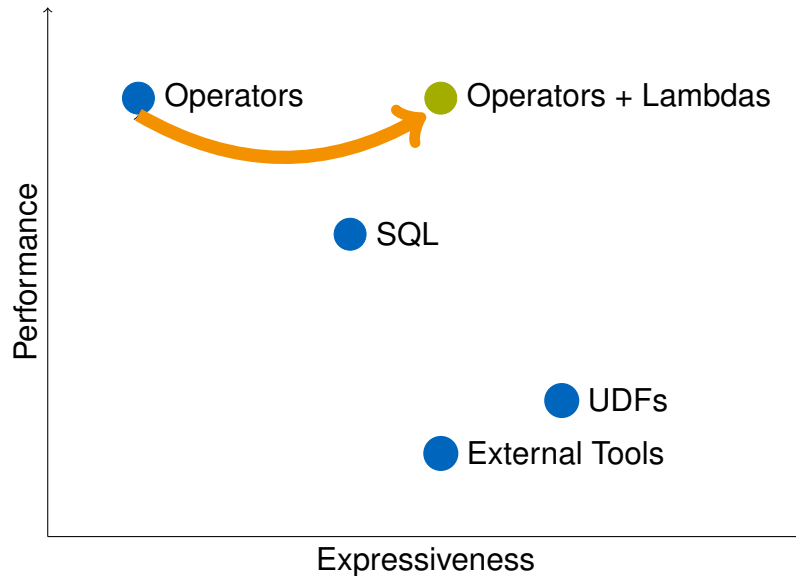 Operators
Operators + Lambdas
SQL
UDFs
External Tools
Performance
Expressiveness